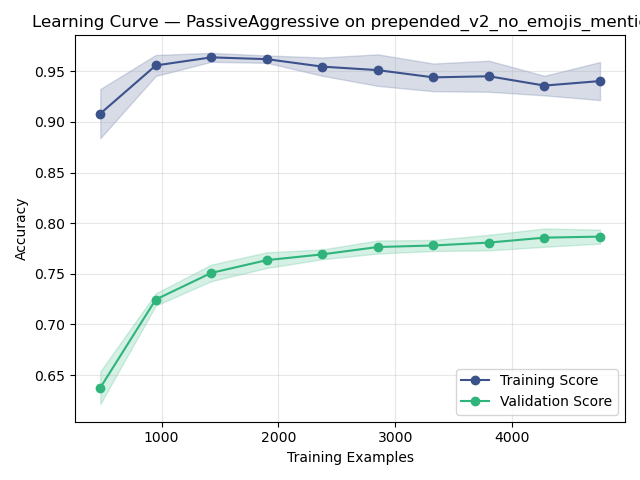 Learning Curve — PassiveAggressive on prepended_v2_no_emojis_mentio
0.95
0.90
0.85
0.80
0.75
0.70
0.65
Accuracy
Training Score
Validation Score
1000
2000
3000
4000
Training Examples